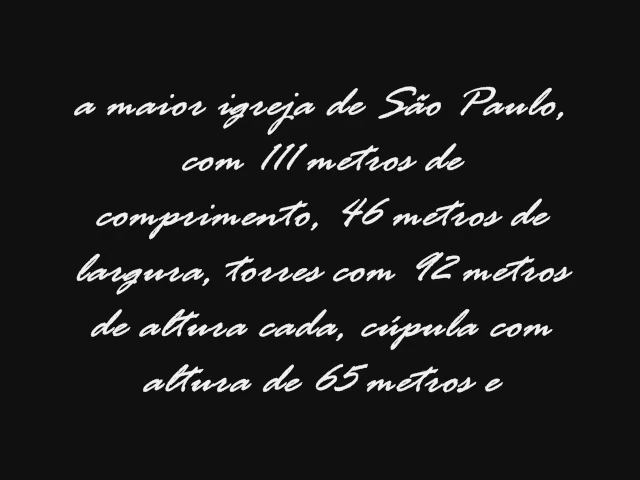 a maior igreja de São Paulo,
com 111 metros de
comprimento, 46 metros de
largura, torres com 92 metros
de altura cada, cúpula com
altura de 65 metros e